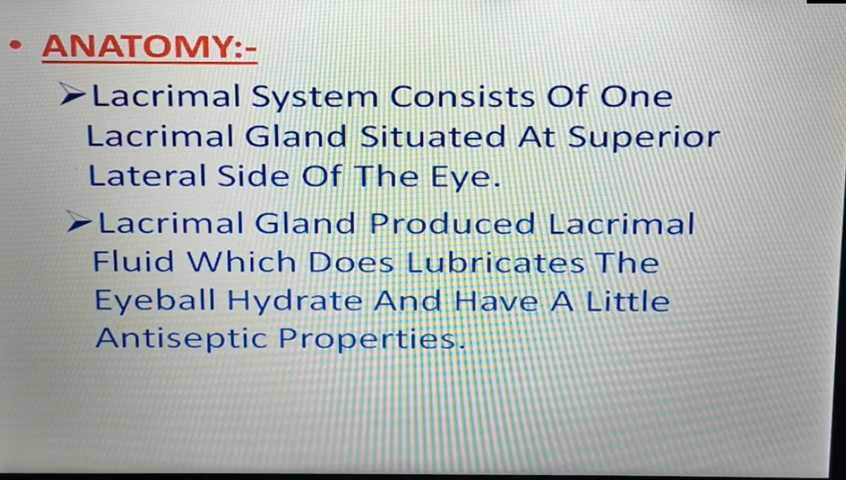 • ANATOMY:-
➢Lacrimal System Consists Of One
Lacrimal Gland Situated At Superior
Lateral Side Of The Eye.
➢Lacrimal Gland Produced Lacrimal
Fluid Which Does Lubricates The
Eyeball Hydrate And Have A Little
Antiseptic Properties.